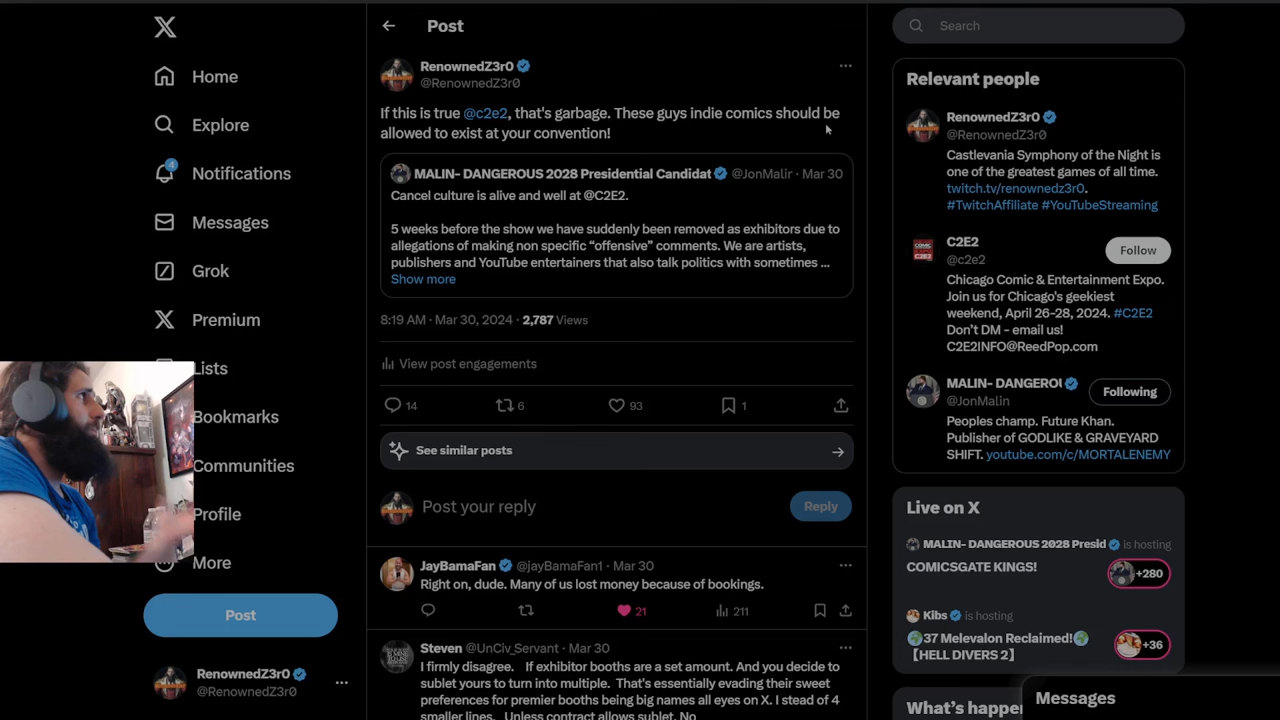 Home
Explore
4
Notifications
Messages
Grok
Premium
Lists
Bookmarks
Communities
Profile
More
Post
RenownedZ3r0
@RenownedZ3r0
Post
RenownedZ3r0
@RenownedZ3r0
If this is true @c2e2, that's garbage. These guys indie comics should be
allowed to exist at your convention!
MALIN- DANGEROUS 2028 Presidential Candidat @JonMalir · Mar 30
Cancel culture is alive and well at @C2E2.
5 weeks before the show we have suddenly been removed as exhibitors due to
allegations of making non specific “offensive” comments. We are artists,
publishers and YouTube entertainers that also talk politics with sometimes ...
Show more
8:19 AM · Mar 30, 2024 · 2,787 Views
View post engagements
14 6 93 1
See similar posts
Post your reply
Reply
JayBamaFan @jayBamaFan1 · Mar 30
Right on, dude. Many of us lost money because of bookings.
21 211
Steven @UnCiv_Servant · Mar 30
I firmly disagree. If exhibitor booths are a set amount. And you decide to
sublet yours to turn into multiple. That's essentially evading their sweet
preferences for premier booths being big names all eyes on X. I stead of 4
smaller lines. Unless contract allows sublet. No
Search
Relevant people
RenownedZ3r0
@RenownedZ3r0
Castlevania Symphony of the Night is
one of the greatest games of all time.
twitch.tv/renownedz3r0.
#TwitchAffiliate #YouTubeStreaming
C2E2
@c2e2
Follow
Chicago Comic & Entertainment Expo.
Join us for Chicago's geekiest
weekend, April 26-28, 2024. #C2E2
Don't DM – email us!
C2E2INFO@ReedPop.com
MALIN- DANGEROU
@JonMalin
Following
Peoples champ. Future Khan.
Publisher of GODLIKE & GRAVEYARD
SHIFT. youtube.com/c/MORTALENEMY
Live on X
MALIN- DANGEROUS 2028 Presid is hosting
COMICSGATE KINGS!
+280
Kibs is hosting
37 Melevalon Reclaimed!
【HELL DIVERS 2】
+36
What's happen
Messages